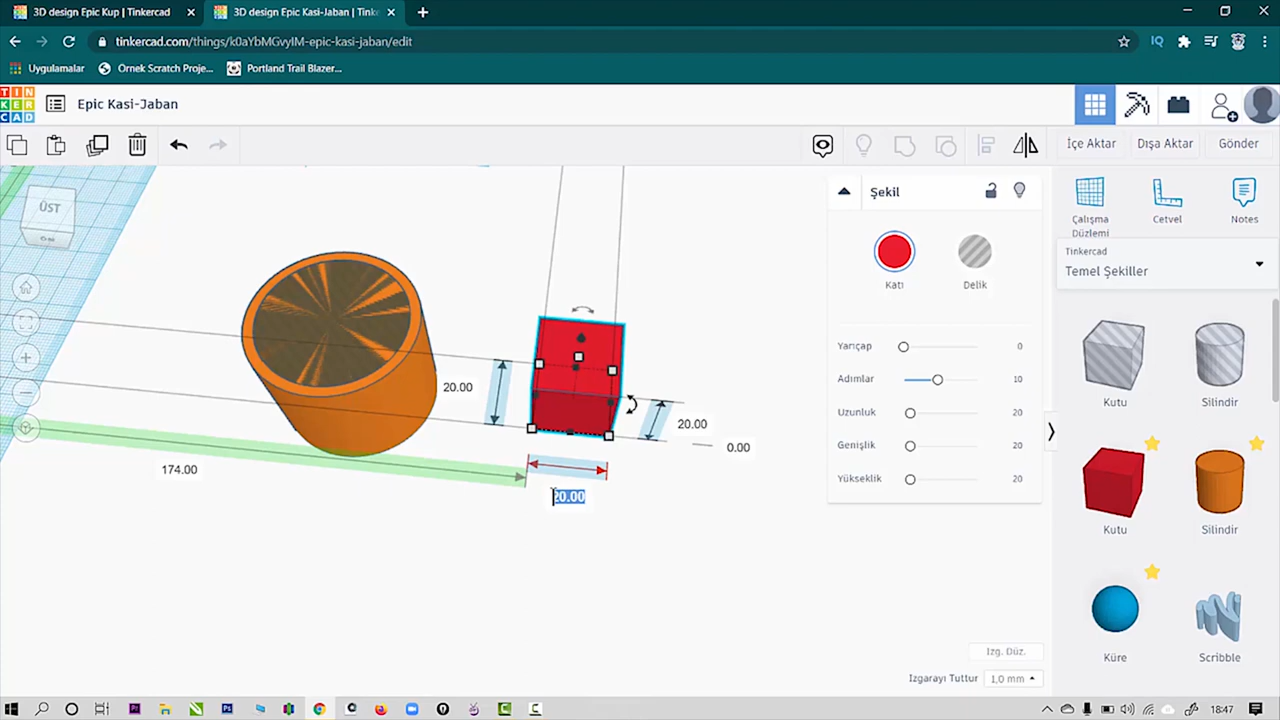 3D design Epic Kup | Tinkercad
3D design Epic Kasi-Jaban | Tinke
tinkercad.com/things/k0aYbMGvyIM-epic-kasi-jaban/edit
Uygulamalar
Örnek Scratch Proje...
Portland Trail Blazer...
TIN
KER
CAD
Epic Kasi-Jaban
İçe Aktar
Dışa Aktar
Gönder
ÜST
Şekil
Katı
Delik
Yarıçap
0
Adımlar
10
Uzunluk
20
Genişlik
20
Yükseklik
20
Çalışma
Düzlemi
Cetvel
Notes
Tinkercad
Temel Şekiller
Kutu
Silindir
Kutu
Silindir
Küre
Scribble
20.00
20.00
0.00
174.00
20.00
Izg. Düz.
Izgarayı Tuttur
1,0 mm
18:47